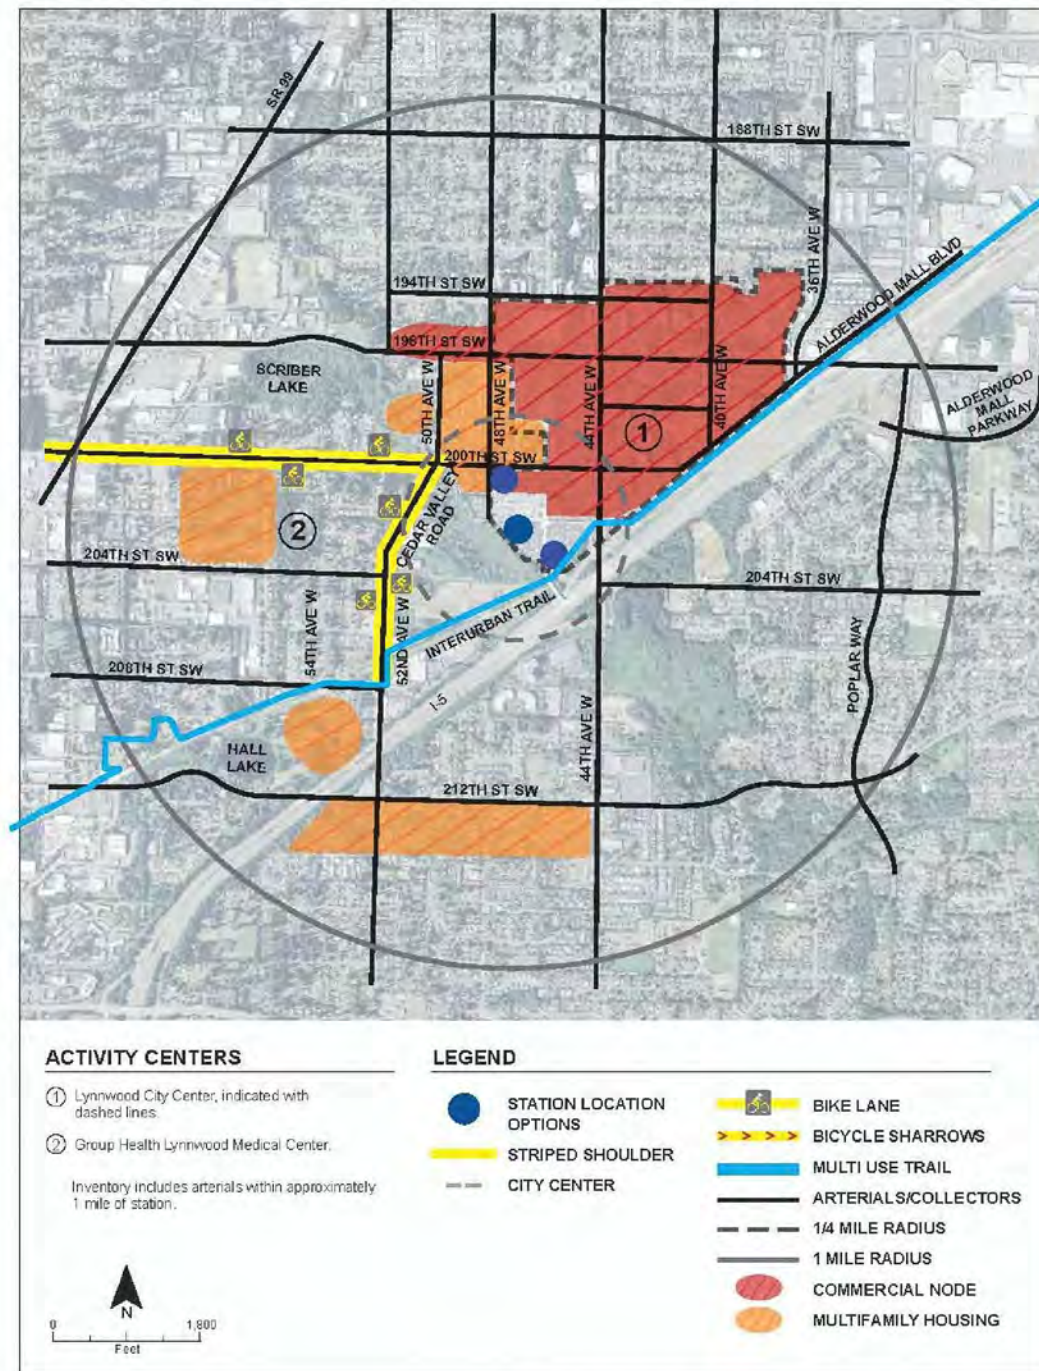 SR 99
188TH ST SW
36TH AVE W
ALDERWOOD MALL BLVD
194TH ST SW
196TH ST SW
SCRIBER
LAKE
50TH AVE W
48TH AVE W
44TH AVE W
40TH AVE W
1
ALDERWOOD
MALL
PARKWAY
200TH ST SW
CEDAR VALLEY
ROAD
2
204TH ST SW
204TH ST SW
INTERURBAN TRAIL
54TH AVE W
52ND AVE W
208TH ST SW
I-5
POPLAR WAY
44TH AVE W
HALL
LAKE
212TH ST SW
ACTIVITY CENTERS
1 Lynnwood City Center, indicated with
dashed lines.
2 Group Health Lynnwood Medical Center.
Inventory includes arterials within approximately
1 mile of station.
N
0 1,800
Feet
LEGEND
STATION LOCATION
OPTIONS
STRIPED SHOULDER
CITY CENTER
BIKE LANE
BICYCLE SHARROWS
MULTI USE TRAIL
ARTERIALS/COLLECTORS
1/4 MILE RADIUS
1 MILE RADIUS
COMMERCIAL NODE
MULTIFAMILY HOUSING